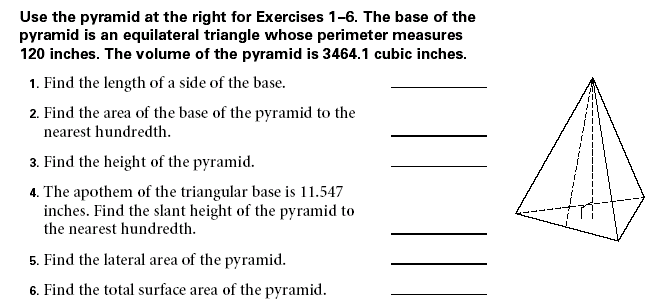 Use the pyramid at the right for Exercises 1–6. The base of the
pyramid is an equilateral triangle whose perimeter measures
120 inches. The volume of the pyramid is 3464.1 cubic inches.
1. Find the length of a side of the base.
2. Find the area of the base of the pyramid to the
nearest hundredth.
3. Find the height of the pyramid.
4. The apothem of the triangular base is 11.547
inches. Find the slant height of the pyramid to
the nearest hundredth.
5. Find the lateral area of the pyramid.
6. Find the total surface area of the pyramid.